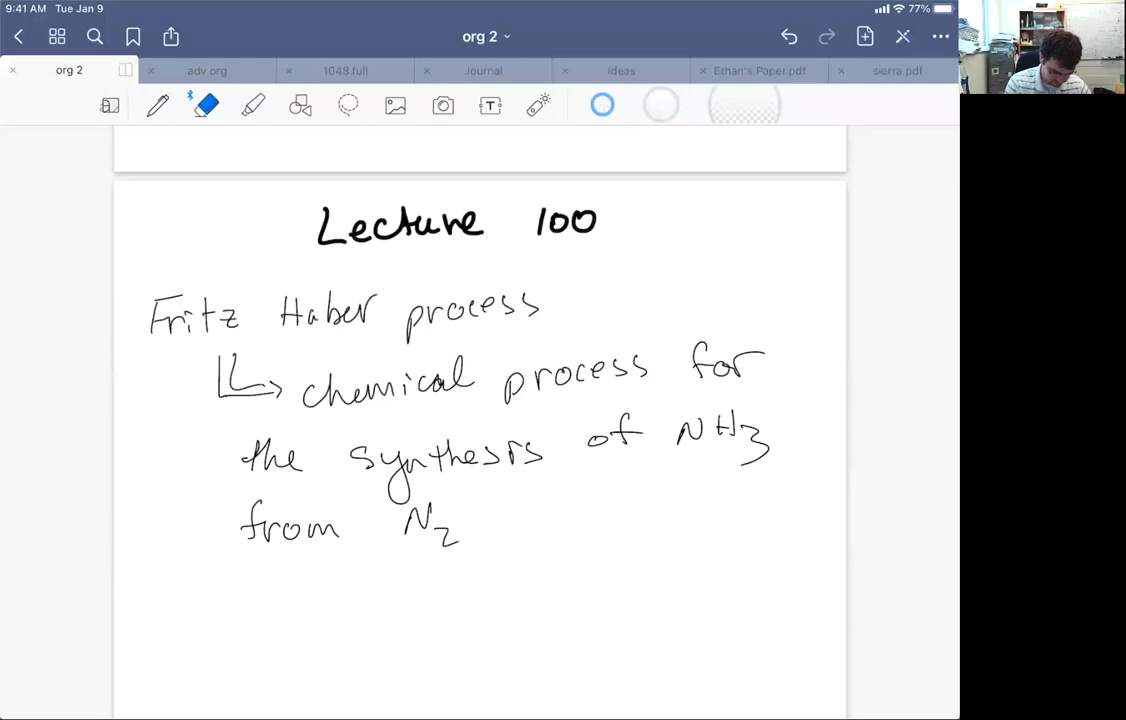 9:41 AM Tue Jan 9
77%
org 2
org 2
adv org
1048.full
Journal
Ideas
Ethan's Paper.pdf
sierra.pdf
T
Lecture 100
Fritz Haber process
chemical process for
the synthesis of NH3
from N2